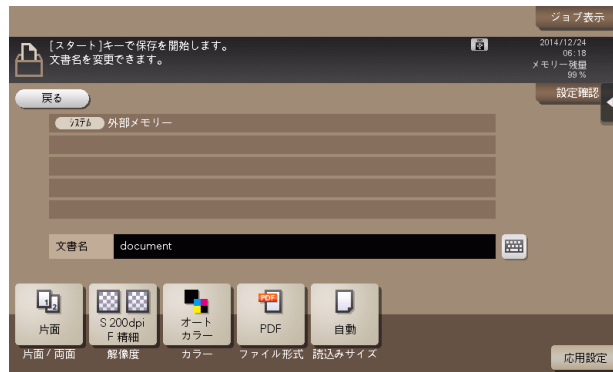 ジョブ表示
[スタート]キーで保存を開始します。
文書名を変更できます。
2014/12/24
06:18
メモリー残量
99 %
戻る
設定確認
システム 外部メモリー
文書名 document
片面
S 200dpi
F 精細
オート
カラー
PDF
PDF
自動
片面 / 両面
解像度
カラー
ファイル形式
読込みサイズ
応用設定